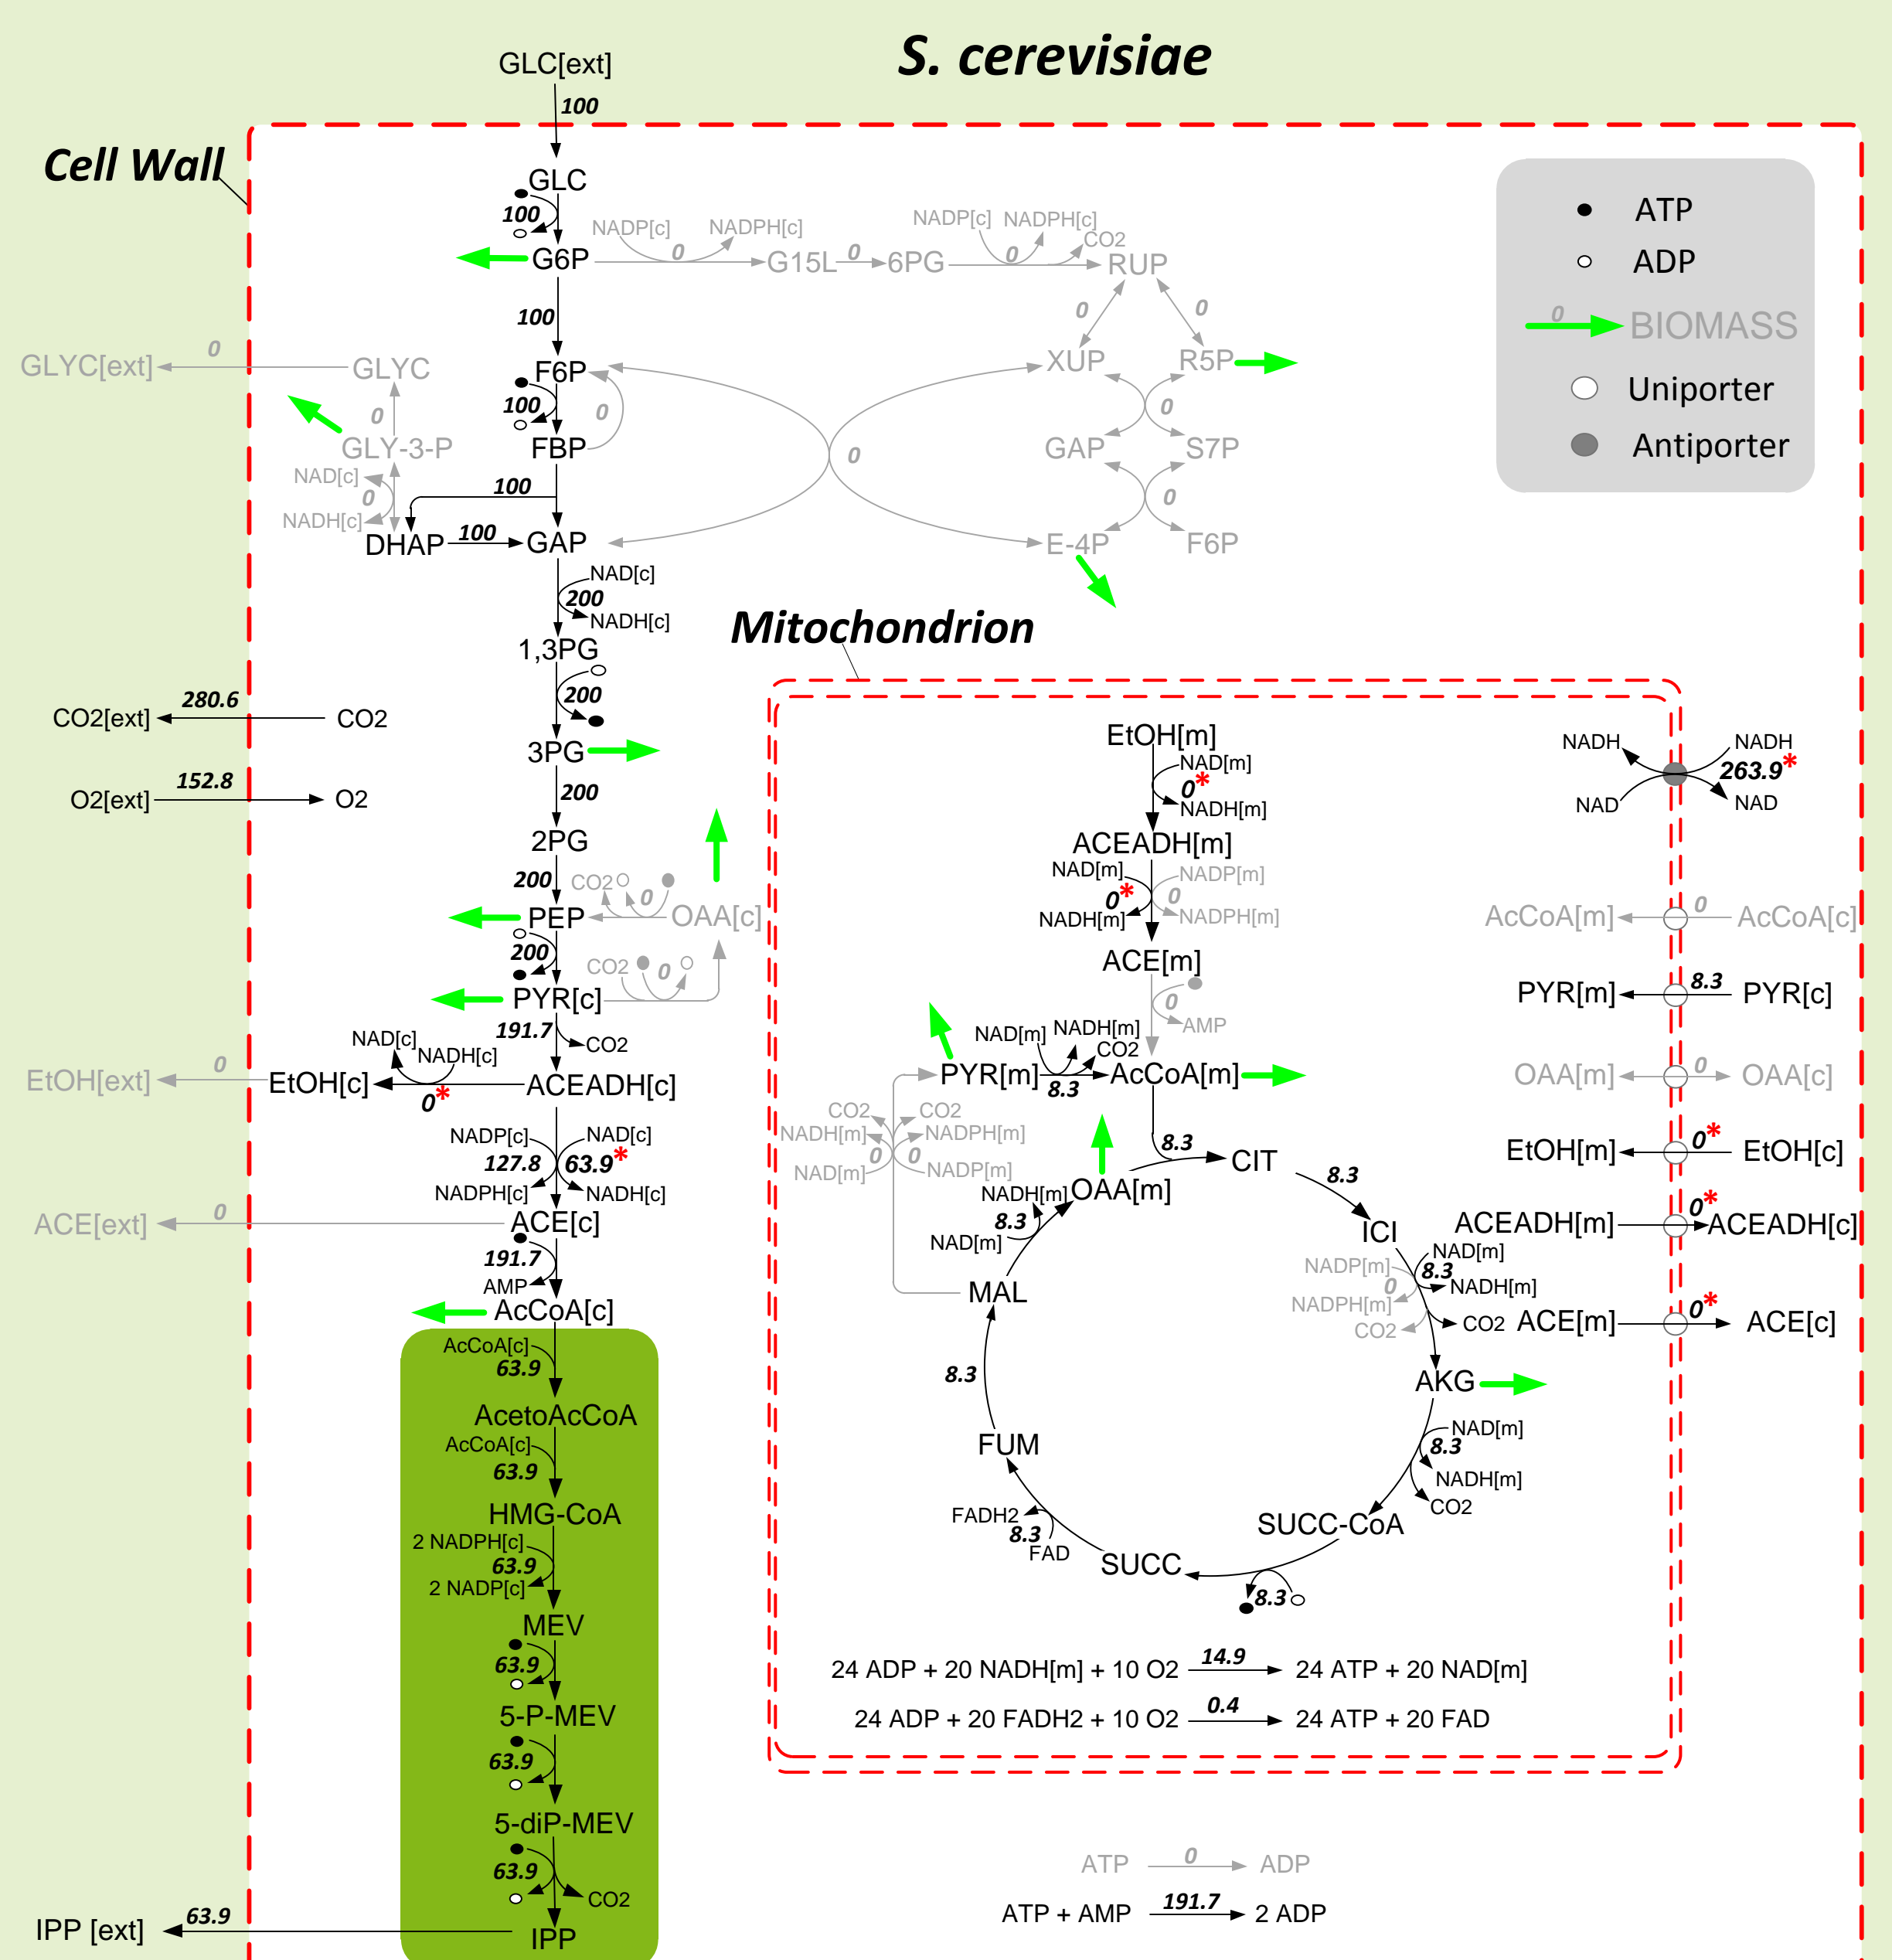 S. cerevisiae
GLC[ext]
100
Cell Wall
GLC
100
G6P
NADP[c]
NADPH[c]
0
G15L
0
6PG
NADP[c]
NADPH[c]
CO2
0
RUP
ATP
ADP
0
BIOMASS
Uniporter
Antiporter
100
0
0
GLYC[ext]
0
GLYC
F6P
XUP
R5P
0
100
0
0
GLY-3-P
FBP
GAP
S7P
0
NAD[c]
0
NADH[c]
100
0
DHAP
100
GAP
E-4P
F6P
NAD[c]
200
NADH[c]
Mitochondrion
1,3PG
200
CO2[ext]
280.6
CO2
3PG
O2[ext]
152.8
O2
200
2PG
200
CO2
0
PEP
OAA[c]
200
CO2
0
PYR[c]
191.7
CO2
NAD[c]
NADH[c]
EtOH[ext]
0
EtOH[c]
0*
ACEADH[c]
NADP[c]
NAD[c]
127.8
63.9*
NADPH[c]
NADH[c]
ACE[ext]
0
ACE[c]
191.7
AMP
AcCoA[c]
AcCoA[c]
63.9
AcetoAcCoA
AcCoA[c]
63.9
HMG-CoA
2 NADPH[c]
63.9
2 NADP[c]
MEV
63.9
5-P-MEV
63.9
5-diP-MEV
63.9
CO2
IPP [ext]
63.9
IPP
EtOH[m]
NAD[m]
0*
NADH[m]
ACEADH[m]
NAD[m]
NADP[m]
0*
0
NADH[m]
NADPH[m]
ACE[m]
0
AMP
NAD[m]
NADH[m]
CO2
PYR[m]
8.3
AcCoA[m]
CO2
CO2
NADH[m]
NADPH[m]
0
0
NAD[m]
NADP[m]
8.3
CIT
OAA[m]
NADH[m]
8.3
NAD[m]
8.3
ICI
NAD[m]
NADP[m]
8.3
0
NADH[m]
NADPH[m]
CO2
CO2
MAL
8.3
AKG
NAD[m]
8.3
NADH[m]
CO2
FUM
FADH2
8.3
FAD
SUCC
SUCC-CoA
8.3
24 ADP + 20 NADH[m] + 10 O2
14.9
24 ATP + 20 NAD[m]
24 ADP + 20 FADH2 + 10 O2
0.4
24 ATP + 20 FAD
NADH
NADH
263.9*
NAD
NAD
AcCoA[m]
0
AcCoA[c]
PYR[m]
8.3
PYR[c]
OAA[m]
0
OAA[c]
EtOH[m]
0*
EtOH[c]
ACEADH[m]
0*
ACEADH[c]
ACE[m]
0*
ACE[c]
ATP
0
ADP
ATP + AMP
191.7
2 ADP